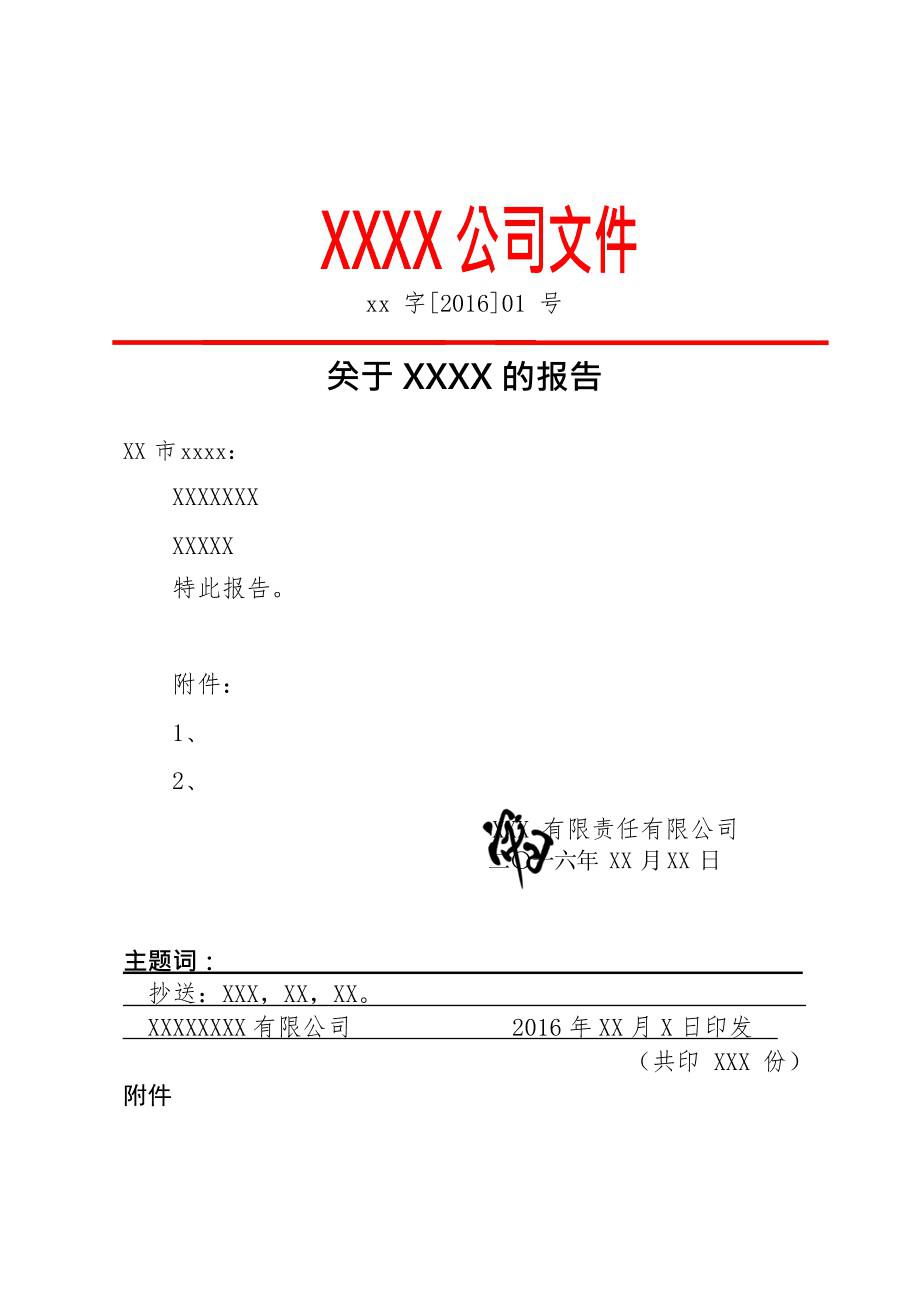 XXXX 公司文件
xx 字[2016]01 号
关于 XXXX 的报告
XX 市xxxx:
XXXXXXX
XXXXX
特此报告。
附件:
1、
2、
XXX 有限责任有限公司
二〇一六年 XX 月 XX 日
主题词:
抄送: XXX, XX, XX。
XXXXXXXX 有限公司 2016 年 XX 月 X 日印发
(共印 XXX 份)
附件